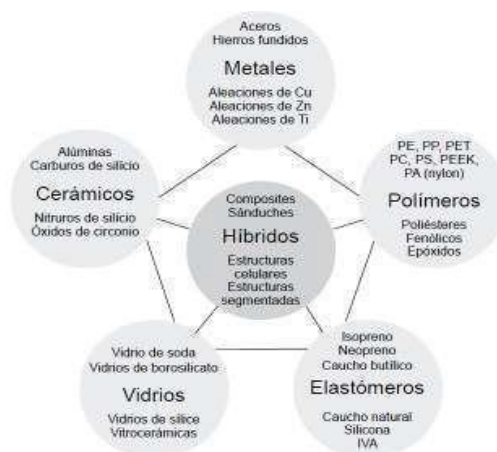 Aceros
Hierros fundidos
Metales
Aleaciones de Cu
Aleaciones de Zn
Aleaciones de Ti
Alúminas
Carburos de silicio
Cerámicos
Nitruros de silicio
Óxidos de circonio
PE, PP, PET
PC, PS, PEEK,
PA (nylon)
Polímeros
Poliésteres
Fenólicos
Epóxidos
Composites
Sánduches
Híbridos
Estructuras
celulares
Estructuras
segmentadas
Vidrio de soda
Vidrios de borosilicato
Vidrios
Vidrios de sílice
Vitrocerámicas
Isopreno
Neopreno
Caucho butílico
Elastómeros
Caucho natural
Silicona
IVA